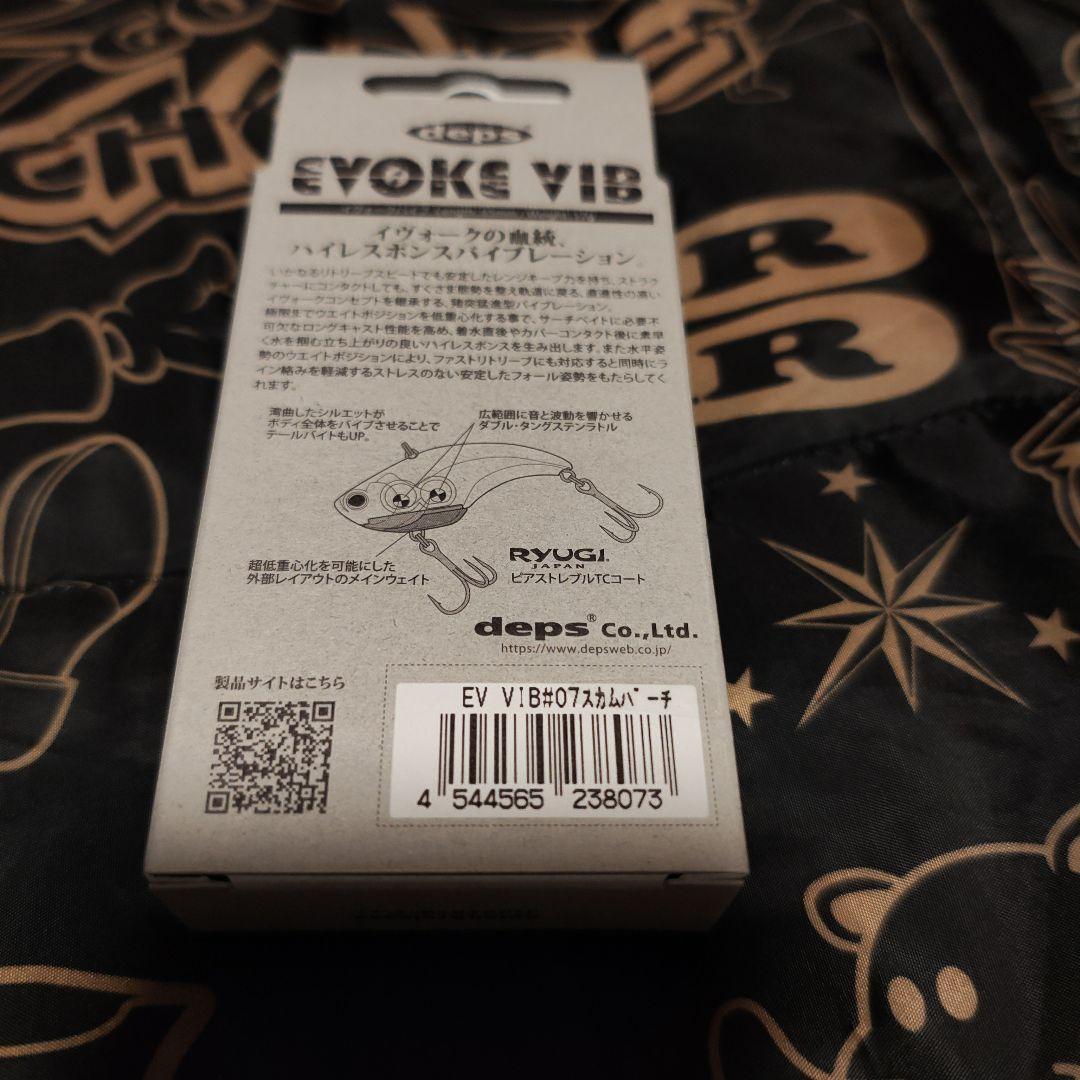 deps
EVOKE VIB
イヴォークの血統、
ハイレスポンスバイブレーション。
いかなるリトリーブスピードでも安定したレンジキープ力を持ち、ストラク
チャーにコンタクトしても、すぐさま態勢を整え軌道に戻る、直進性の高い
イヴォークコンセプトを継承する、猪突猛進型バイブレーション。
極限までウエイトポジションを低重心化する事で、サーチベイトに必要不
可欠なロングキャスト性能を高め、着水直後やカバーコンタクト後に素早
く水を掴む立ち上がりの良いハイレスポンスを生み出します。また水平姿
勢のウエイトポジションにより、ファストリトリーブにも対応すると同時にラ
イン絡みを軽減するストレスのない安定したフォール姿勢をもたらしてく
れます。
湾曲したシルエットが
ボディ全体をバイブさせることで
テールバイトもUP。
広範囲に音と波動を響かせる
ダブル・タングステンラトル
超低重心化を可能にした
外部レイアウトのメインウェイト
RYUGI
JAPAN
ピアストレブルTCコート
deps® Co.,Ltd.
https://www.depsweb.co.jp/
製品サイトはこちら
EV VIB#07スカムパーチ
4 544565 238073